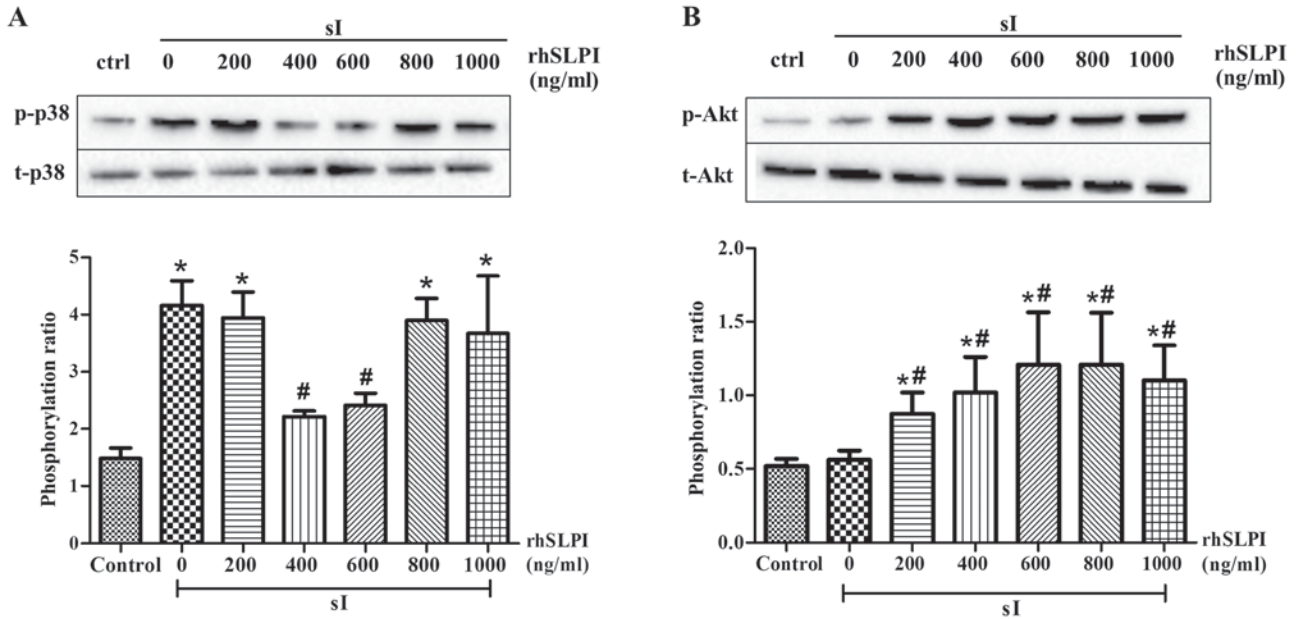 A
sI
ctrl 0 200 400 600 800 1000 rhSLPI
(ng/ml)
p-p38
t-p38
5
4
3
2
1
0
Phosphorylation ratio
* * # # * *
Control 0 200 400 600 800 1000 rhSLPI
(ng/ml)
sI
B
sI
ctrl 0 200 400 600 800 1000 rhSLPI
(ng/ml)
p-Akt
t-Akt
2.0
1.5
1.0
0.5
0.0
Phosphorylation ratio
*# *# *# *# *#
Control 0 200 400 600 800 1000 rhSLPI
(ng/ml)
sI